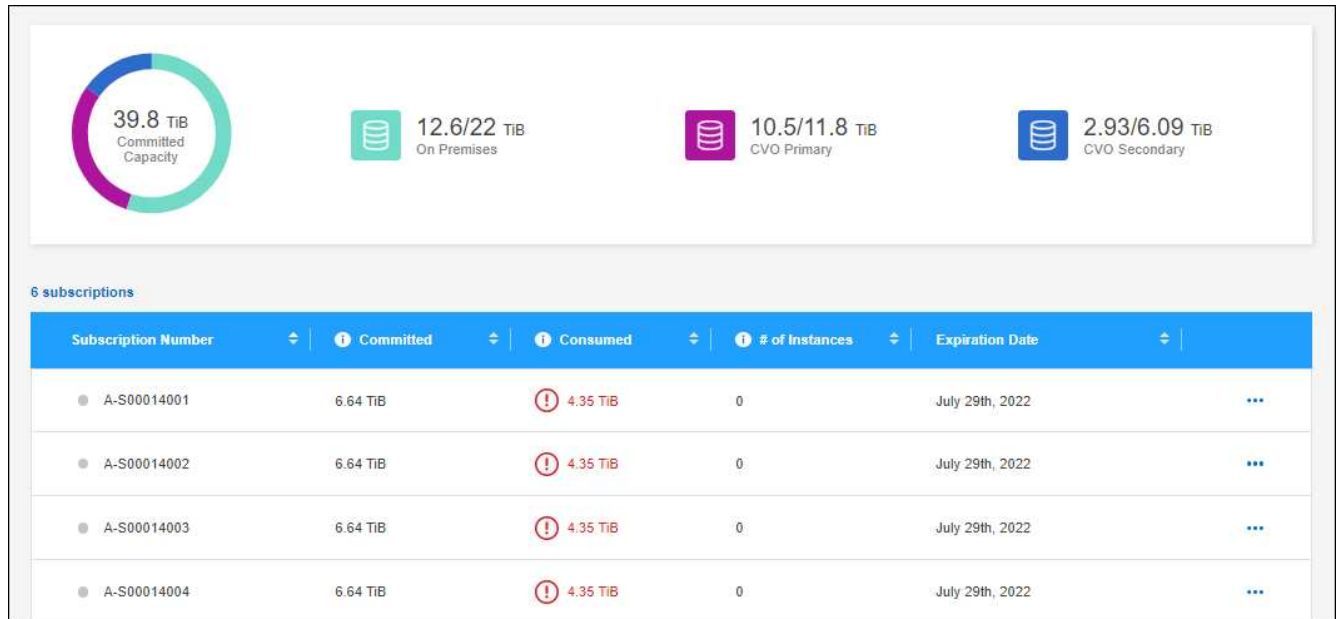 39.8 TiB
Committed
Capacity
12.6/22 TiB
On Premises
10.5/11.8 TiB
CVO Primary
2.93/6.09 TiB
CVO Secondary
6 subscriptions
Subscription Number Committed Consumed # of Instances Expiration Date
A-S00014001 6.64 TiB 4.35 TiB 0 July 29th, 2022
A-S00014002 6.64 TiB 4.35 TiB 0 July 29th, 2022
A-S00014003 6.64 TiB 4.35 TiB 0 July 29th, 2022
A-S00014004 6.64 TiB 4.35 TiB 0 July 29th, 2022